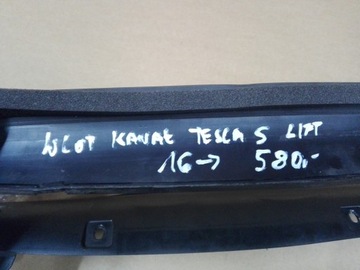 WLOT KANAŁ TESLA S LIFT
16→ 580,-